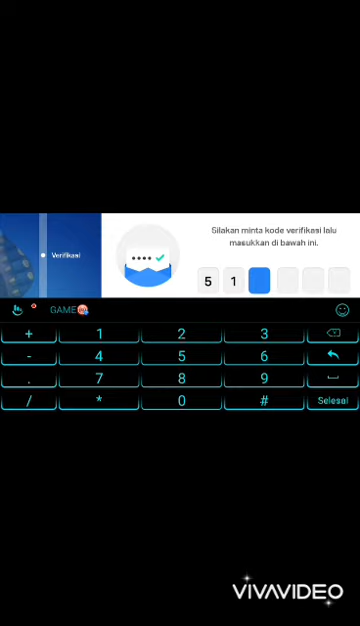 Verifikasi
Silakan minta kode verifikasi lalu
masukkan di bawah ini.
5 1
GAME
+ 1 2 3
- 4 5 6
. 7 8 9
/ * 0 # Selesai
VIVAVIDEO